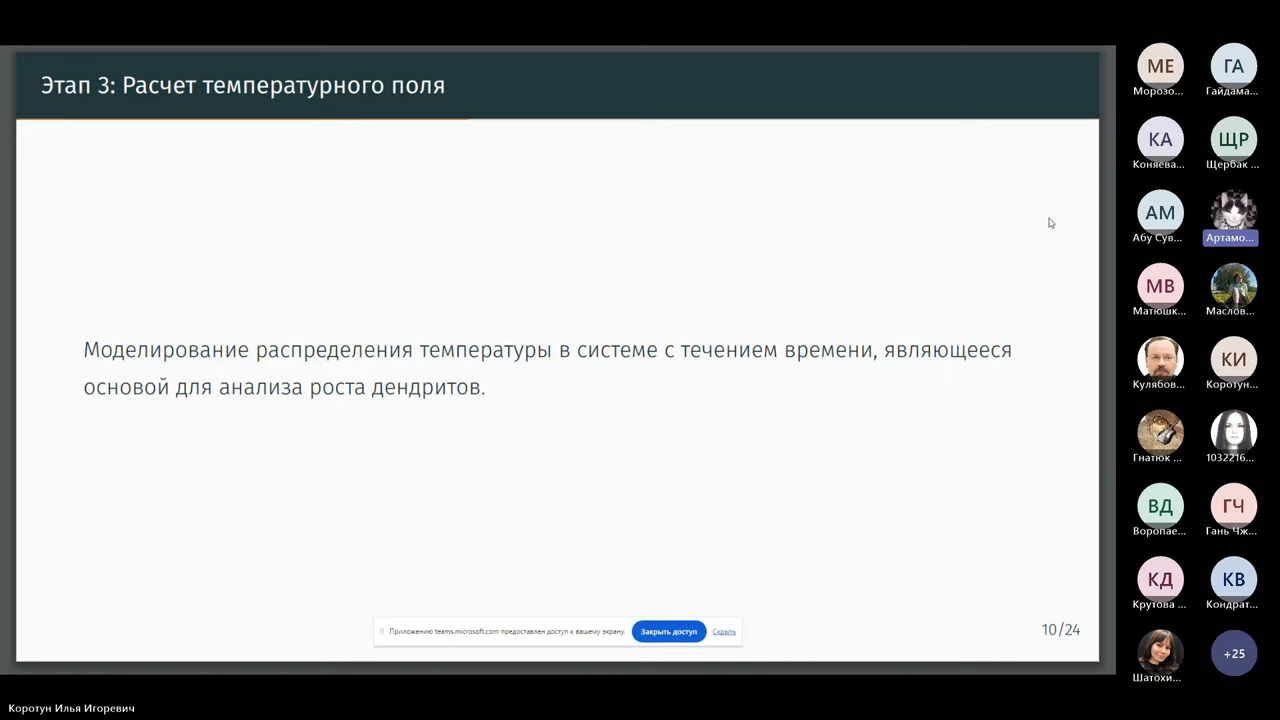 Этап 3: Расчет температурного поля
Моделирование распределения температуры в системе с течением времени, являющееся
основой для анализа роста дендритов.
Приложению teams.microsoft.com предоставлен доступ к вашему экрану.
Закрыть доступ
Скрыть
10/24
МЕ
Морозо...
ГА
Гайдама...
КА
Коняева...
ЩР
Щербак ...
АМ
Абу Сув...
Артамо...
МВ
Матюшк...
Маслов...
Кулябов...
КИ
Коротун...
Гнатюк ...
1032216...
ВД
Воропае...
ГЧ
Гань Чж...
КД
Крутова ...
КВ
Кондрат...
Шатохи...
+25
Коротун Илья Игоревич